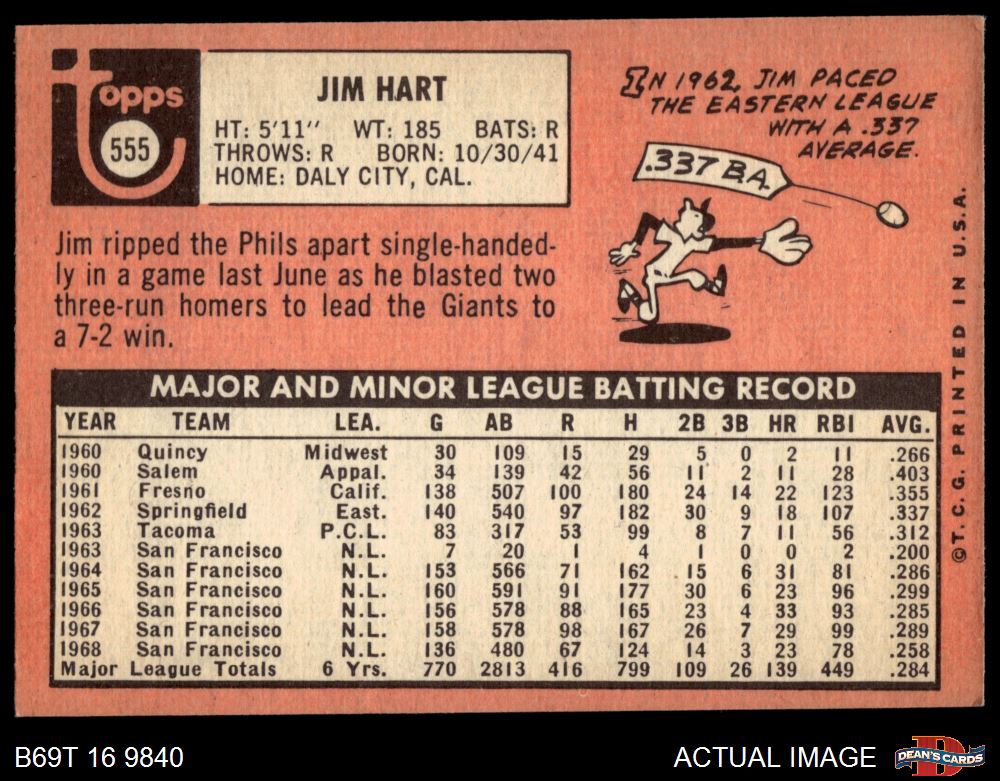 topps
555
JIM HART
HT: 5'11" WT: 185 BATS: R
THROWS: R BORN: 10/30/41
HOME: DALY CITY, CAL.
IN 1962, JIM PACED
THE EASTERN LEAGUE
WITH A .337
AVERAGE.
.337 B.A.
Jim ripped the Phils apart single-handed-
ly in a game last June as he blasted two
three-run homers to lead the Giants to
a 7-2 win.
MAJOR AND MINOR LEAGUE BATTING RECORD
YEAR TEAM LEA. G AB R H 2B 3B HR RBI AVG.
1960 Quincy Midwest 30 109 15 29 5 0 2 11 .266
1960 Salem Appal. 34 139 42 56 11 2 11 28 .403
1961 Fresno Calif. 138 507 100 180 24 14 22 123 .355
1962 Springfield East. 140 540 97 182 30 9 18 107 .337
1963 Tacoma P.C.L. 83 317 53 99 8 7 11 56 .312
1963 San Francisco N.L. 7 20 1 4 1 0 0 2 .200
1964 San Francisco N.L. 153 566 71 162 15 6 31 81 .286
1965 San Francisco N.L. 160 591 91 177 30 6 23 96 .299
1966 San Francisco N.L. 156 578 88 165 23 4 33 93 .285
1967 San Francisco N.L. 158 578 98 167 26 7 29 99 .289
1968 San Francisco N.L. 136 480 67 124 14 3 23 78 .258
Major League Totals 6 Yrs. 770 2813 416 799 109 26 139 449 .284
©T.C.G. PRINTED IN U.S.A.
B69T 16 9840
ACTUAL IMAGE
DEAN'S CARDS